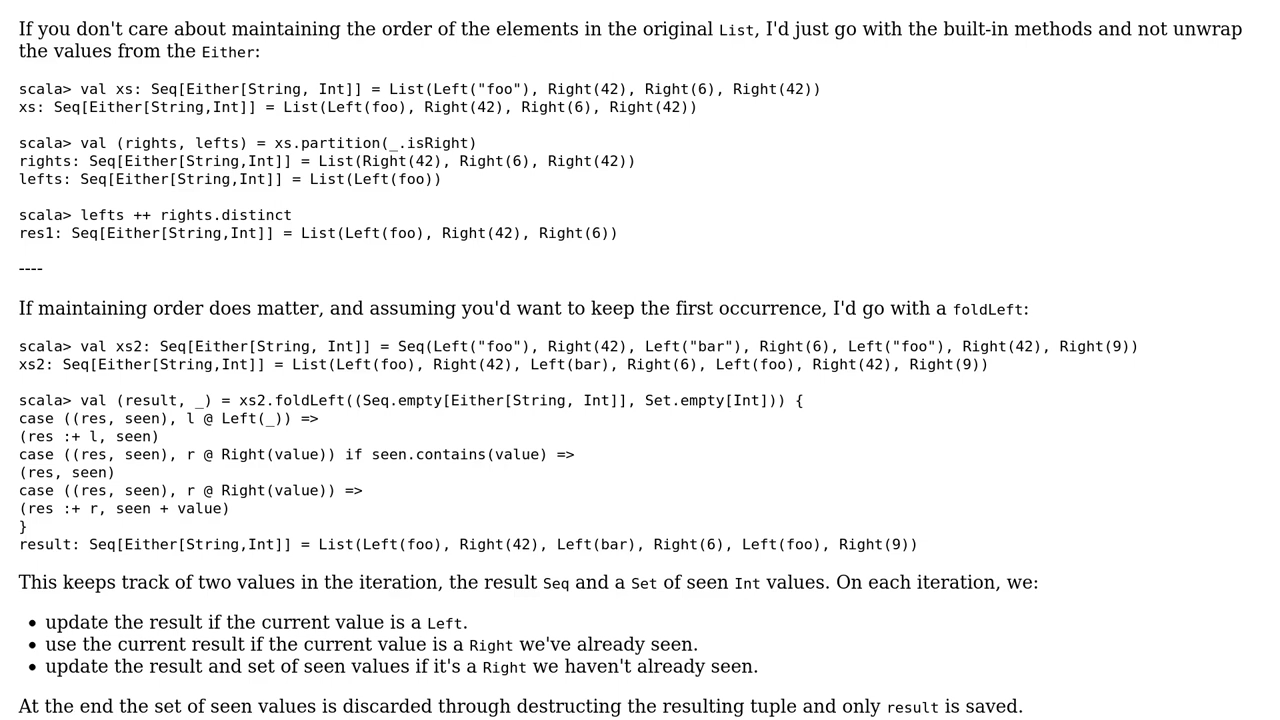 If you don't care about maintaining the order of the elements in the original List, I'd just go with the built-in methods and not unwrap
the values from the Either:
scala> val xs: Seq[Either[String, Int]] = List(Left("foo"), Right(42), Right(6), Right(42))
xs: Seq[Either[String,Int]] = List(Left(foo), Right(42), Right(6), Right(42))
scala> val (rights, lefts) = xs.partition(_.isRight)
rights: Seq[Either[String,Int]] = List(Right(42), Right(6), Right(42))
lefts: Seq[Either[String,Int]] = List(Left(foo))
scala> lefts ++ rights.distinct
res1: Seq[Either[String,Int]] = List(Left(foo), Right(42), Right(6))
----
If maintaining order does matter, and assuming you'd want to keep the first occurrence, I'd go with a foldLeft:
scala> val xs2: Seq[Either[String, Int]] = Seq(Left("foo"), Right(42), Left("bar"), Right(6), Left("foo"), Right(42), Right(9))
xs2: Seq[Either[String,Int]] = List(Left(foo), Right(42), Left(bar), Right(6), Left(foo), Right(42), Right(9))
scala> val (result, _) = xs2.foldLeft((Seq.empty[Either[String, Int]], Set.empty[Int])) {
case ((res, seen), l @ Left(_)) =>
(res :+ l, seen)
case ((res, seen), r @ Right(value)) if seen.contains(value) =>
(res, seen)
case ((res, seen), r @ Right(value)) =>
(res :+ r, seen + value)
}
result: Seq[Either[String,Int]] = List(Left(foo), Right(42), Left(bar), Right(6), Left(foo), Right(9))
This keeps track of two values in the iteration, the result Seq and a Set of seen Int values. On each iteration, we:
• update the result if the current value is a Left.
• use the current result if the current value is a Right we've already seen.
• update the result and set of seen values if it's a Right we haven't already seen.
At the end the set of seen values is discarded through destructing the resulting tuple and only result is saved.